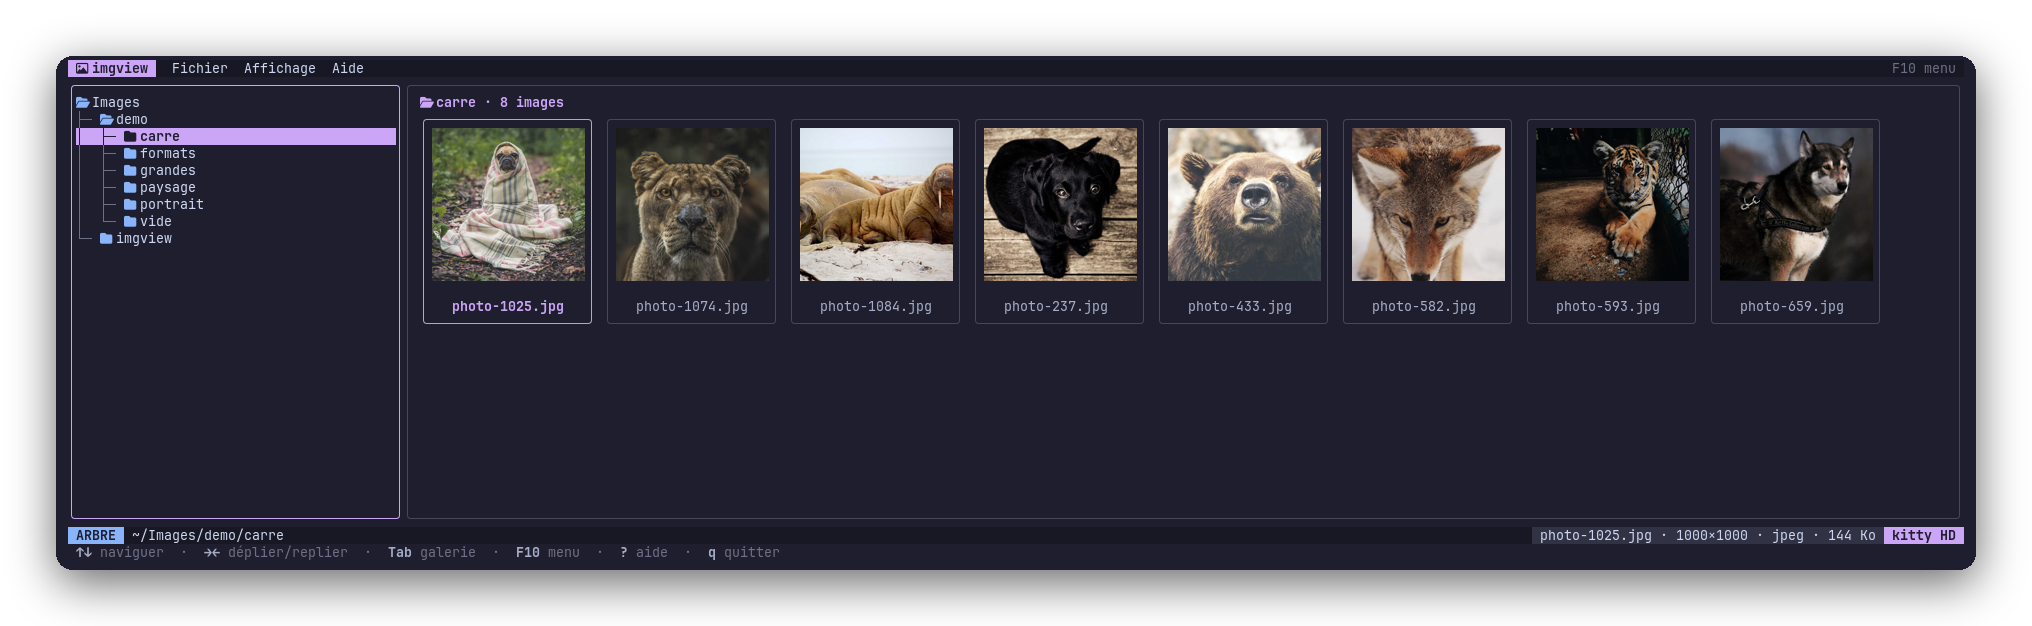 imgview Fichier Affichage Aide F10 menu
Images
demo
carre
formats
grandes
paysage
portrait
vide
imgview
carre · 8 images
photo-1025.jpg photo-1074.jpg photo-1084.jpg photo-237.jpg photo-433.jpg photo-582.jpg photo-593.jpg photo-659.jpg
ARBRE ~/Images/demo/carre photo-1025.jpg · 1000×1000 · jpeg · 144 Ko kitty HD
↑↓ naviguer · →← déplier/replier · Tab galerie · F10 menu · ? aide · q quitter